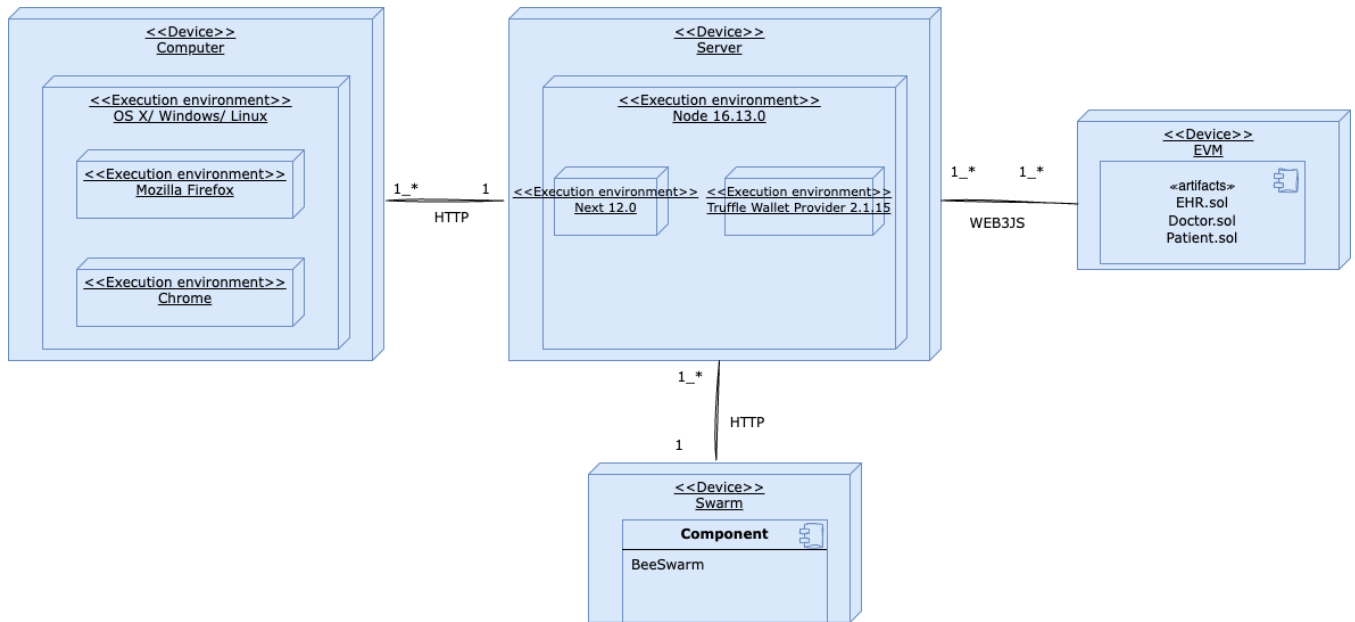 <<Device>>
Computer
<<Execution environment>>
OS X/ Windows/ Linux
<<Execution environment>>
Mozilla Firefox
<<Execution environment>>
Chrome
1_*
1
HTTP
<<Device>>
Server
<<Execution environment>>
Node 16.13.0
<<Execution environment>>
Next 12.0
<<Execution environment>>
Truffle Wallet Provider 2.1.15
1_*
1_*
WEB3JS
<<Device>>
EVM
«artifacts»
EHR.sol
Doctor.sol
Patient.sol
1_*
HTTP
1
<<Device>>
Swarm
Component
BeeSwarm